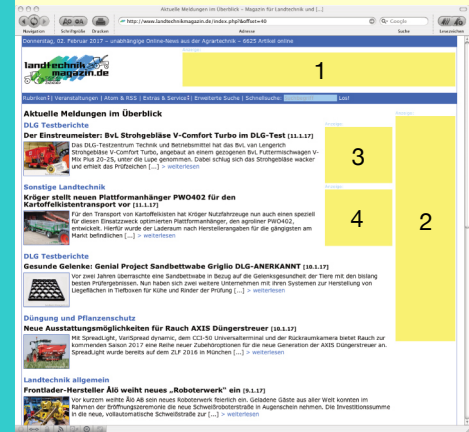 Aktuelle Meldungen im Überblick – Landtechnik und [...]
http://www.landtechnikmagazin.de/index.php?&offset=40
Google
Navigation Schriftgröße Drucken Adresse Suche Lesezeichen
Donnerstag, 02. Februar 2017 – unabhängige Online-News aus der Agrartechnik – 6625 Artikel online
landtechnik
magazin.de
1
Rubriken | Veranstaltungen | Atom & RSS | Extras & Service | Erweiterte Suche | Schnellsuche: Los!
Aktuelle Meldungen im Überblick
DLG Testberichte
Der Einstreumeister: BvL Strohgebläse V-Comfort Turbo im DLG-Test [11.1.17]
Das DLG-Testzentrum Technik und Betriebsmittel hat das BvL van Lengerich
Strohgebläse V-Comfort Turbo, angebaut an einem gezogenen BvL Futtermischwagen V-
Mix Plus 20-2S, unter die Lupe genommen. Dabei schlug sich das Strohgebläse wacker
und erhielt das Prüfzeichen [...] > weiterlesen
3
Sonstige Landtechnik
Kröger stellt neuen Plattformanhänger PWO402 für den
Kartoffelkistentransport vor [11.1.17]
Für den Transport von Kartoffelkisten hat Kröger Nutzfahrzeuge nun auch einen speziell
für diesen Einsatzzweck optimierten Plattformanhänger, den agroliner PWO402,
entwickelt. Hierfür wurde der Laderaum nach Herstellerangaben für die gängigsten am
Markt befindlichen [...] > weiterlesen
4
2
DLG Testberichte
Gesunde Gelenke: Genial Project Sandbettwabe Griglio DLG-ANERKANNT [10.1.17]
Vor zwei Jahren überraschte eine Sandbettwabe in Bezug auf die Gelenksgesundheit der Tiere mit den bislang
besten Prüfergebnissen. Nun haben sich zwei weitere Unternehmen mit ihren Systemen zur Herstellung von
Liegeflächen in Tiefboxen für Kühe und Rinder der Prüfung [...] > weiterlesen
Düngung und Pflanzenschutz
Neue Ausstattungsmöglichkeiten für Rauch AXIS Düngerstreuer [10.1.17]
Mit SpreadLight, VariSpread dynamic, dem CCI-50 Universalterminal und der Rückraumkamera bietet Rauch zur
kommenden Saison 2017 eine Reihe neuer Zubehöroptionen für die neue Generation der AXIS Düngerstreuer an.
SpreadLight wurde bereits auf dem ZLF 2016 in München [...] > weiterlesen
Landtechnik allgemein
Frontlader-Hersteller Ålö weiht neues „Roboterwerk" ein [9.1.17]
Vor kurzem weihte Ålö AB sein neues Roboterwerk feierlich ein. Geladene Gäste aus aller Welt konnten im
Rahmen der Eröffnungszeremonie die neue Schweißroboterstraße in Augenschein nehmen. Die Investitionssumme
in die neue, vollautomatische Schweißstraße zur [...] > weiterlesen